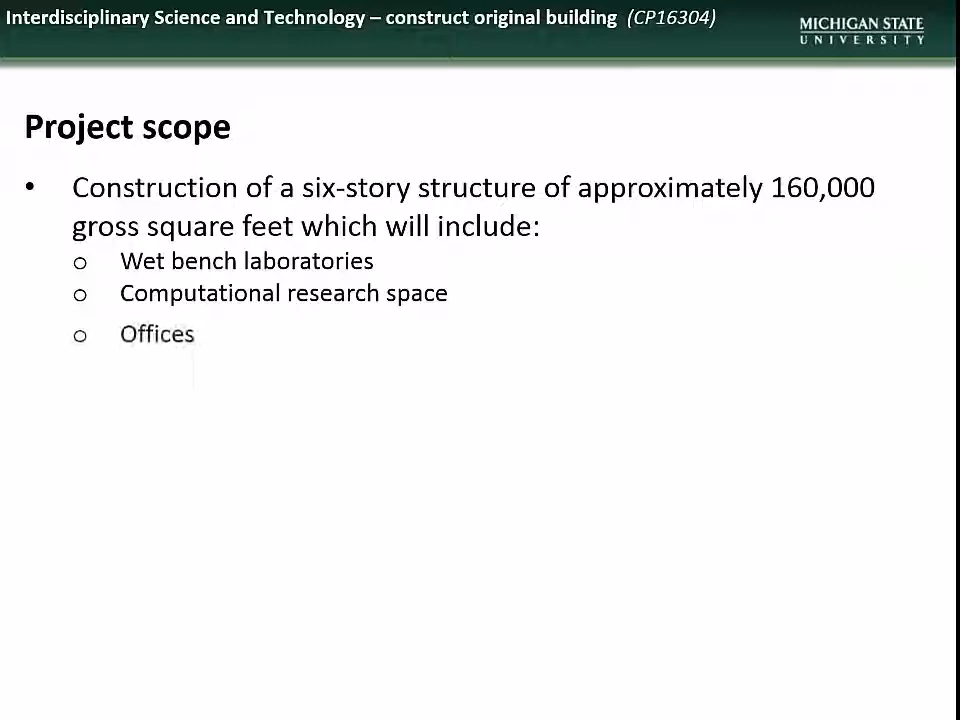 Interdisciplinary Science and Technology – construct original building (CP16304)
MICHIGAN STATE
UNIVERSITY
Project scope
• Construction of a six-story structure of approximately 160,000
gross square feet which will include:
o Wet bench laboratories
o Computational research space
o Offices